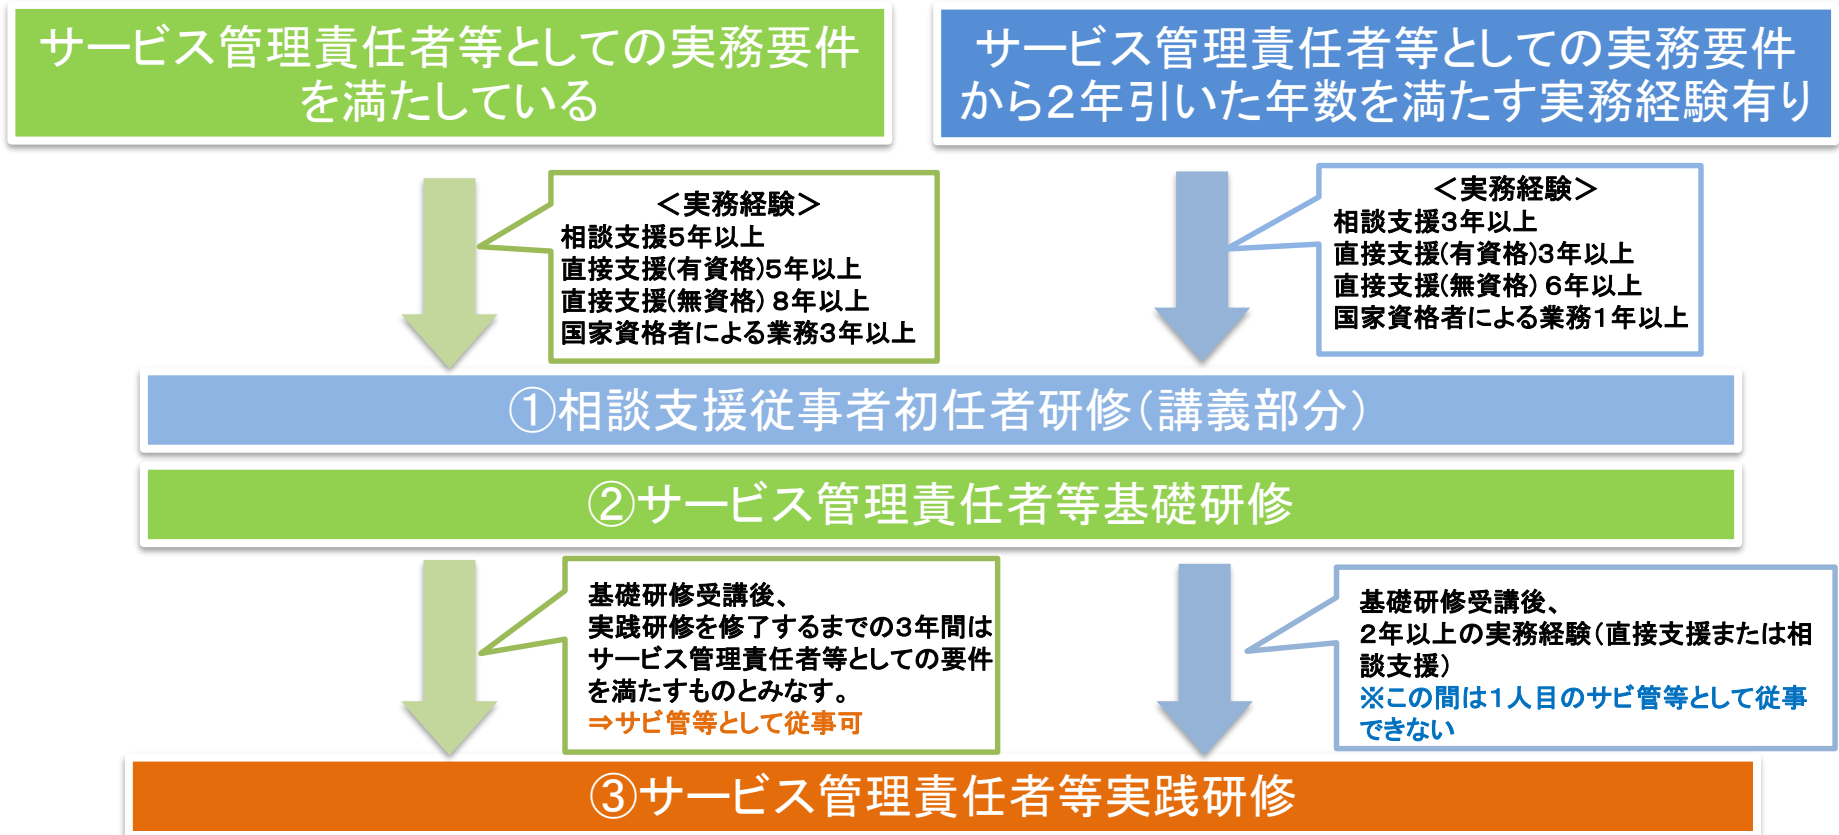 サービス管理責任者等としての実務要件
を満たしている
サービス管理責任者等としての実務要件
から２年引いた年数を満たす実務経験有り
＜実務経験＞
相談支援５年以上
直接支援(有資格)５年以上
直接支援(無資格)８年以上
国家資格者による業務３年以上
＜実務経験＞
相談支援３年以上
直接支援(有資格)３年以上
直接支援(無資格)６年以上
国家資格者による業務１年以上
①相談支援従事者初任者研修（講義部分）
②サービス管理責任者等基礎研修
基礎研修受講後、
実践研修を修了するまでの３年間は
サービス管理責任者等としての要件
を満たすものとみなす。
⇒サビ管等として従事可
基礎研修受講後、
２年以上の実務経験（直接支援または相
談支援）
※この間は１人目のサビ管等として従事
できない
③サービス管理責任者等実践研修